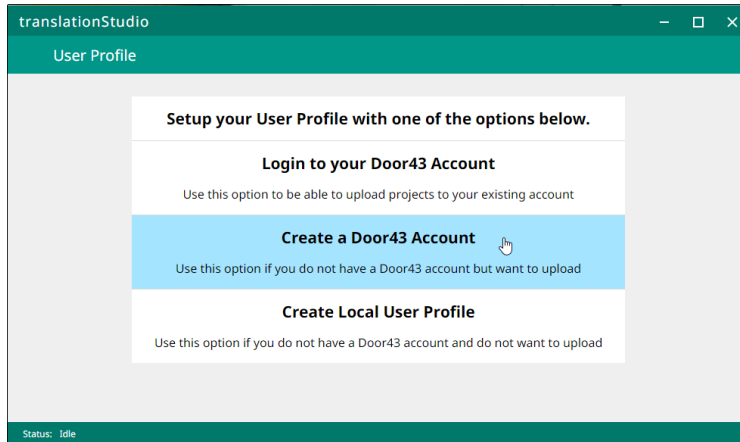 translationStudio
User Profile
Setup your User Profile with one of the options below.
Login to your Door43 Account
Use this option to be able to upload projects to your existing account
Create a Door43 Account
Use this option if you do not have a Door43 account but want to upload
Create Local User Profile
Use this option if you do not have a Door43 account and do not want to upload
Status: Idle